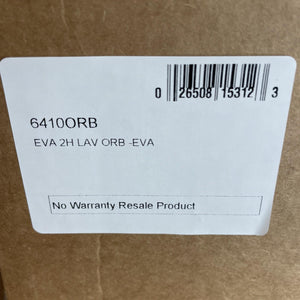 0 26508 15312 3
6410ORB
EVA 2H LAV ORB -EVA
No Warranty Resale Product